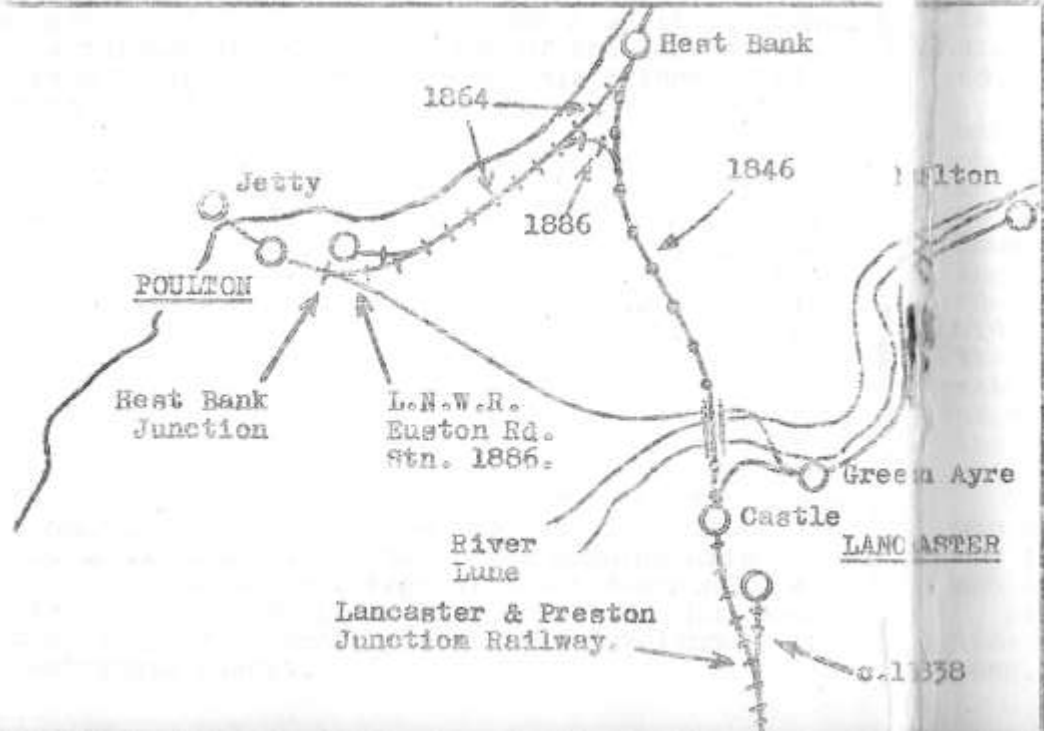 Hest Bank
1864
1846
Jetty
1886
POULTON
Hest Bank
Junction
L.N.W.R.
Euston Rd.
Stn. 1886.
Green Ayre
Castle
LANCASTER
River
Lune
Lancaster & Preston
Junction Railway.